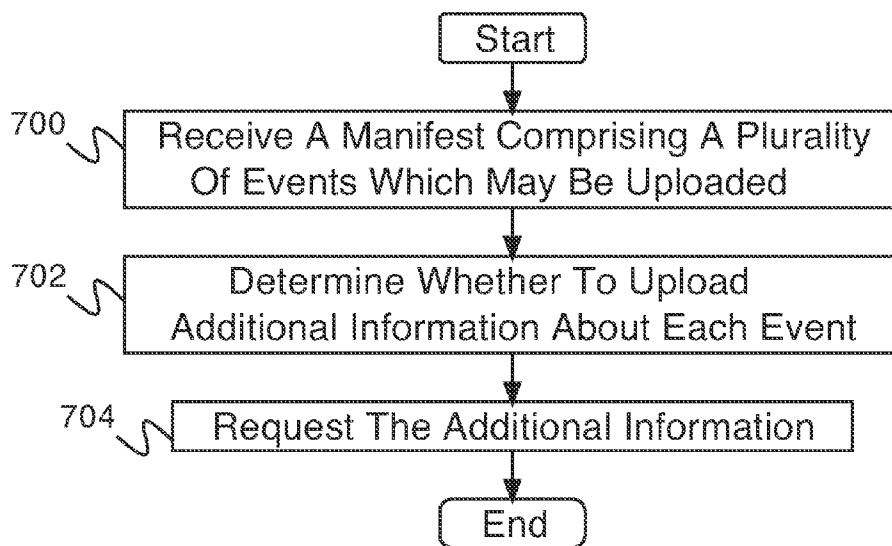 Start
700
Receive A Manifest Comprising A Plurality
Of Events Which May Be Uploaded
702
Determine Whether To Upload
Additional Information About Each Event
704
Request The Additional Information
End